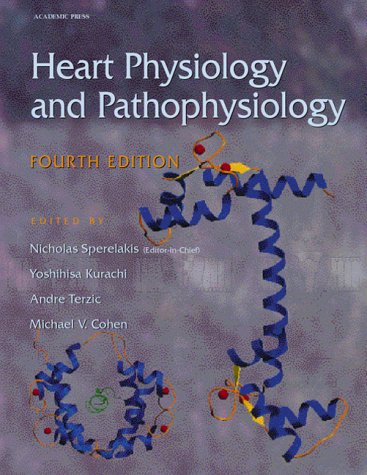 ACADEMIC PRESS
Heart Physiology
and Pathophysiology
FOURTH EDITION
EDITED BY
Nicholas Sperelakis (Editor-in-Chief)
Yoshihisa Kurachi
Andre Terzic
Michael V. Cohen